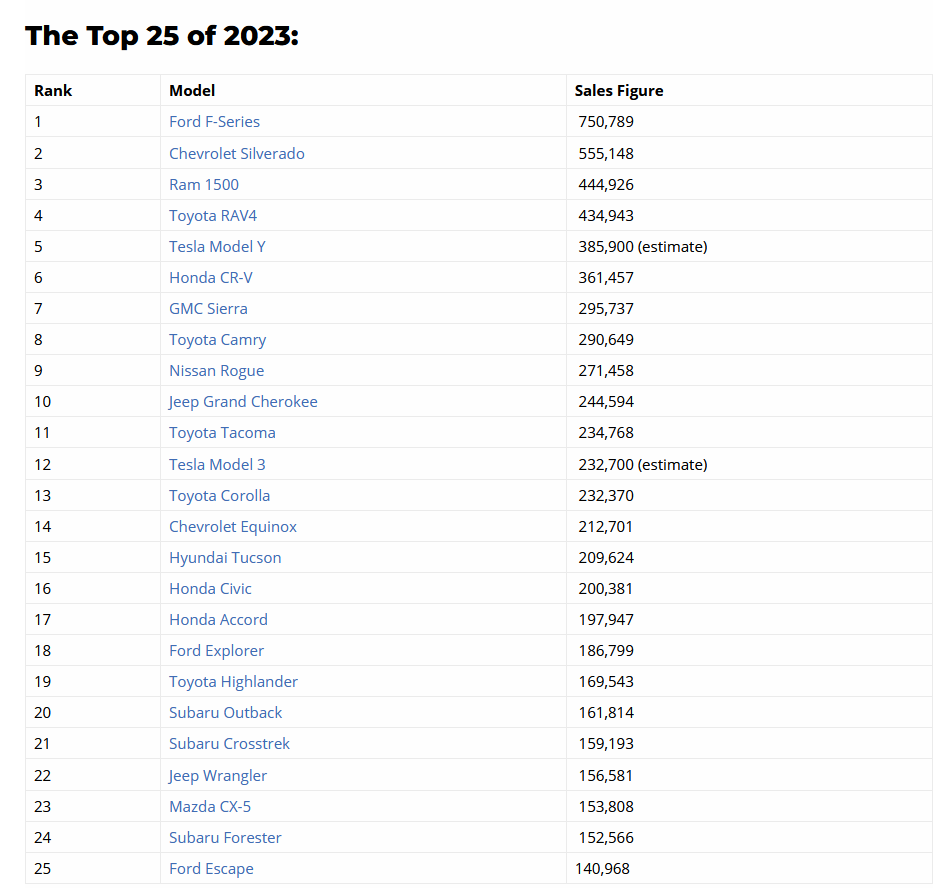 The Top 25 of 2023:
Rank Model Sales Figure
1 Ford F-Series 750,789
2 Chevrolet Silverado 555,148
3 Ram 1500 444,926
4 Toyota RAV4 434,943
5 Tesla Model Y 385,900 (estimate)
6 Honda CR-V 361,457
7 GMC Sierra 295,737
8 Toyota Camry 290,649
9 Nissan Rogue 271,458
10 Jeep Grand Cherokee 244,594
11 Toyota Tacoma 234,768
12 Tesla Model 3 232,700 (estimate)
13 Toyota Corolla 232,370
14 Chevrolet Equinox 212,701
15 Hyundai Tucson 209,624
16 Honda Civic 200,381
17 Honda Accord 197,947
18 Ford Explorer 186,799
19 Toyota Highlander 169,543
20 Subaru Outback 161,814
21 Subaru Crosstrek 159,193
22 Jeep Wrangler 156,581
23 Mazda CX-5 153,808
24 Subaru Forester 152,566
25 Ford Escape 140,968